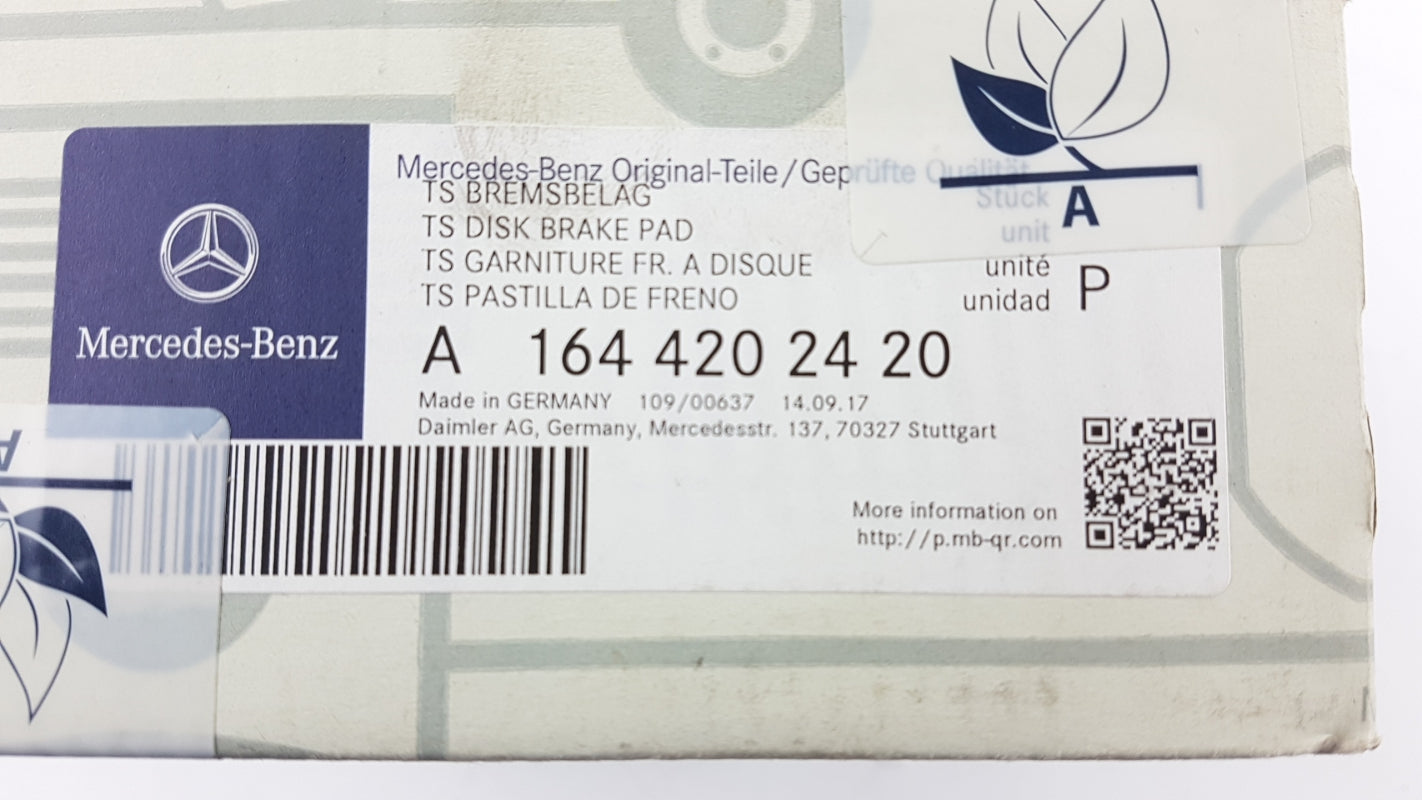 Mercedes-Benz Original-Teile/Geprüfte Qualität
TS BREMSBELAG
TS DISK BRAKE PAD
TS GARNITURE FR. A DISQUE
TS PASTILLA DE FRENO
Stück
unit
unité
unidad
P
A
Mercedes-Benz
A 164 420 24 20
Made in GERMANY 109/00637 14.09.17
Daimler AG, Germany, Mercedesstr. 137, 70327 Stuttgart
More information on
http://p.mb-qr.com
A